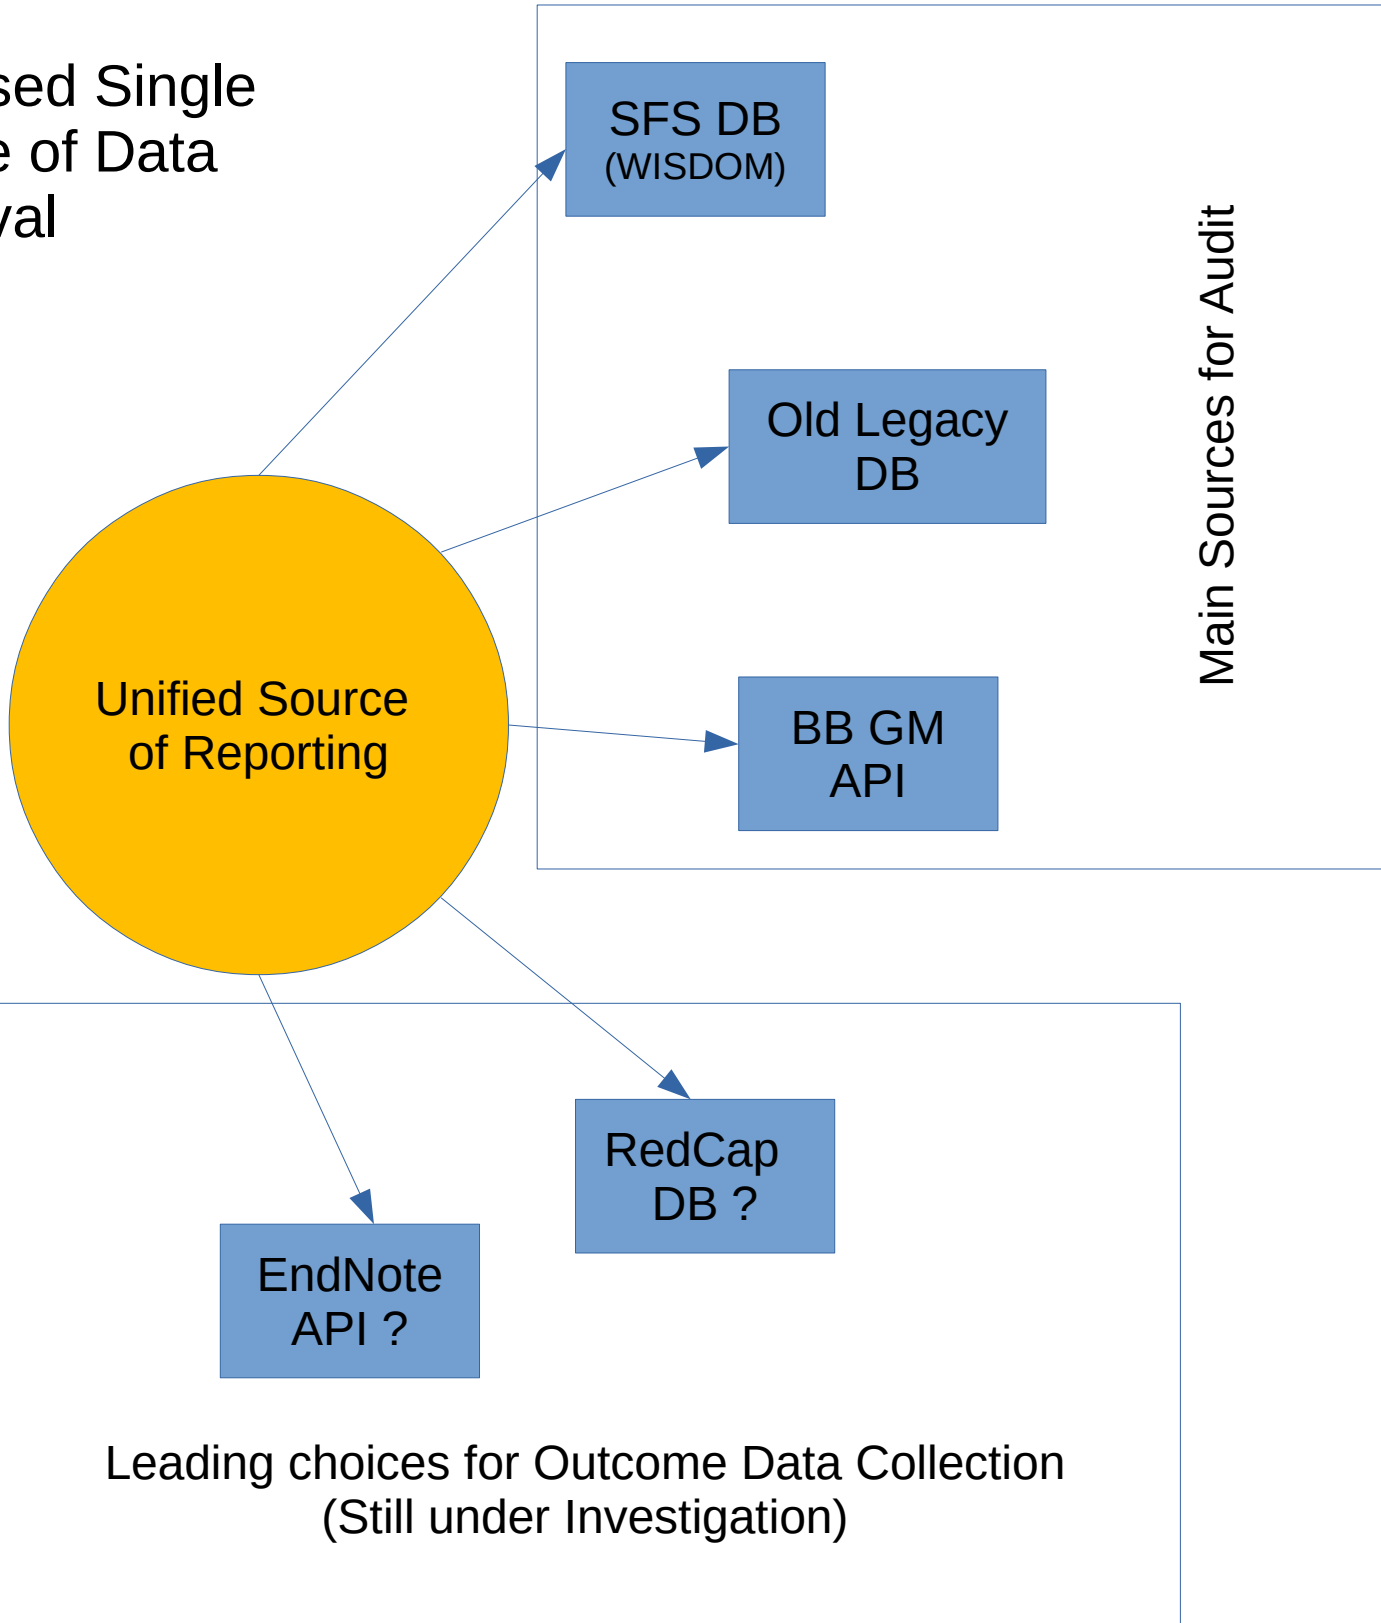 sed Single
e of Data
val
SFS DB
(WISDOM)
Old Legacy
DB
Main Sources for Audit
Unified Source
of Reporting
BB GM
API
RedCap
DB ?
EndNote
API ?
Leading choices for Outcome Data Collection
(Still under Investigation)